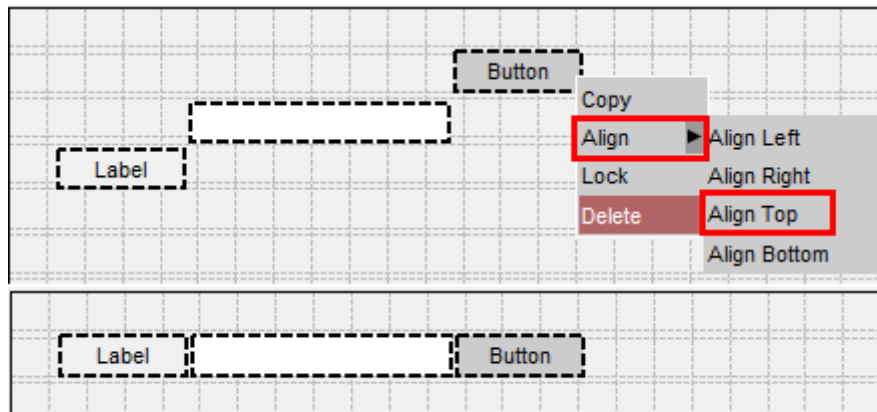 Button
Copy
Align
Align Left
Label
Lock
Align Right
Delete
Align Top
Align Bottom
Label
Button